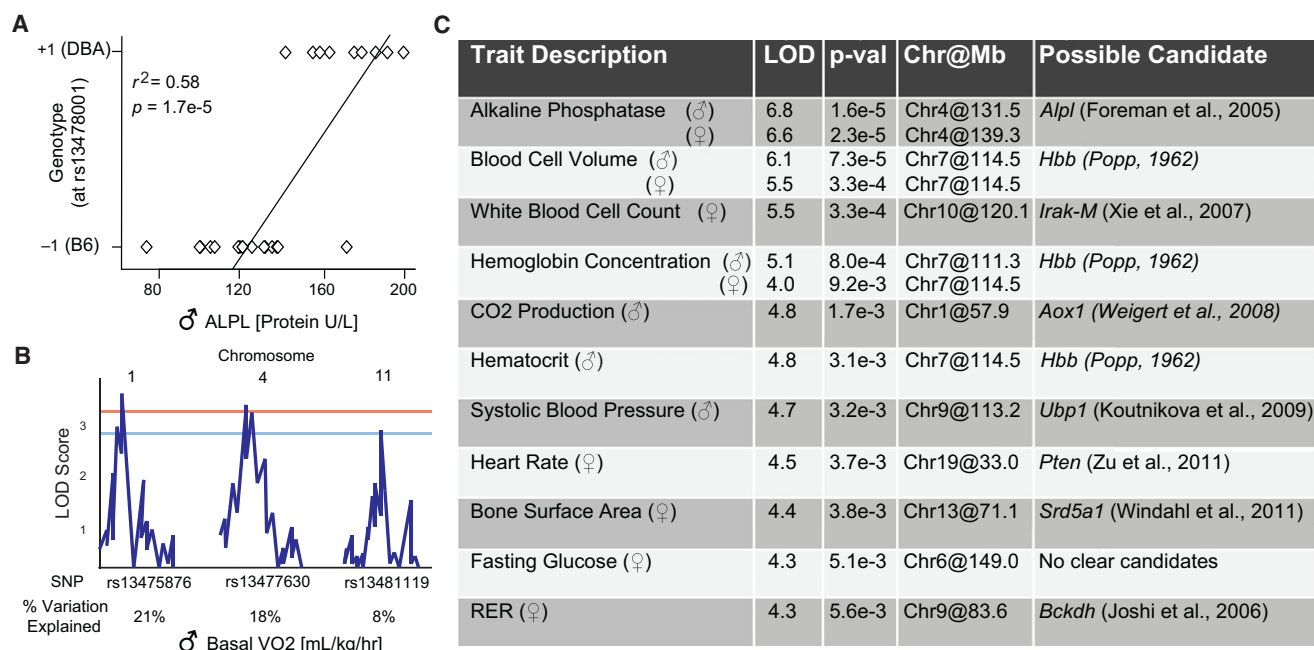 A
+1 (DBA)
r2 = 0.58
p = 1.7e-5
Genotype
(at rs13478001)
−1 (B6)
80 120 160 200
♂ ALPL [Protein U/L]
B
Chromosome
1 4 11
3
2
1
LOD Score
SNP rs13475876 rs13477630 rs13481119
% Variation
Explained 21% 18% 8%
♂ Basal VO2 [mL/kg/hr]
C
Trait Description LOD p-val Chr@Mb Possible Candidate
Alkaline Phosphatase (♂) 6.8 1.6e-5 Chr4@131.5 Alpl (Foreman et al., 2005)
(♀) 6.6 2.3e-5 Chr4@139.3
Blood Cell Volume (♂) 6.1 7.3e-5 Chr7@114.5 Hbb (Popp, 1962)
(♀) 5.5 3.3e-4 Chr7@114.5
White Blood Cell Count (♀) 5.5 3.3e-4 Chr10@120.1 Irak-M (Xie et al., 2007)
Hemoglobin Concentration (♂) 5.1 8.0e-4 Chr7@111.3 Hbb (Popp, 1962)
(♀) 4.0 9.2e-3 Chr7@114.5
CO2 Production (♂) 4.8 1.7e-3 Chr1@57.9 Aox1 (Weigert et al., 2008)
Hematocrit (♂) 4.8 3.1e-3 Chr7@114.5 Hbb (Popp, 1962)
Systolic Blood Pressure (♂) 4.7 3.2e-3 Chr9@113.2 Ubp1 (Koutnikova et al., 2009)
Heart Rate (♀) 4.5 3.7e-3 Chr19@33.0 Pten (Zu et al., 2011)
Bone Surface Area (♀) 4.4 3.8e-3 Chr13@71.1 Srd5a1 (Windahl et al., 2011)
Fasting Glucose (♀) 4.3 5.1e-3 Chr6@149.0 No clear candidates
RER (♀) 4.3 5.6e-3 Chr9@83.6 Bckdh (Joshi et al., 2006)